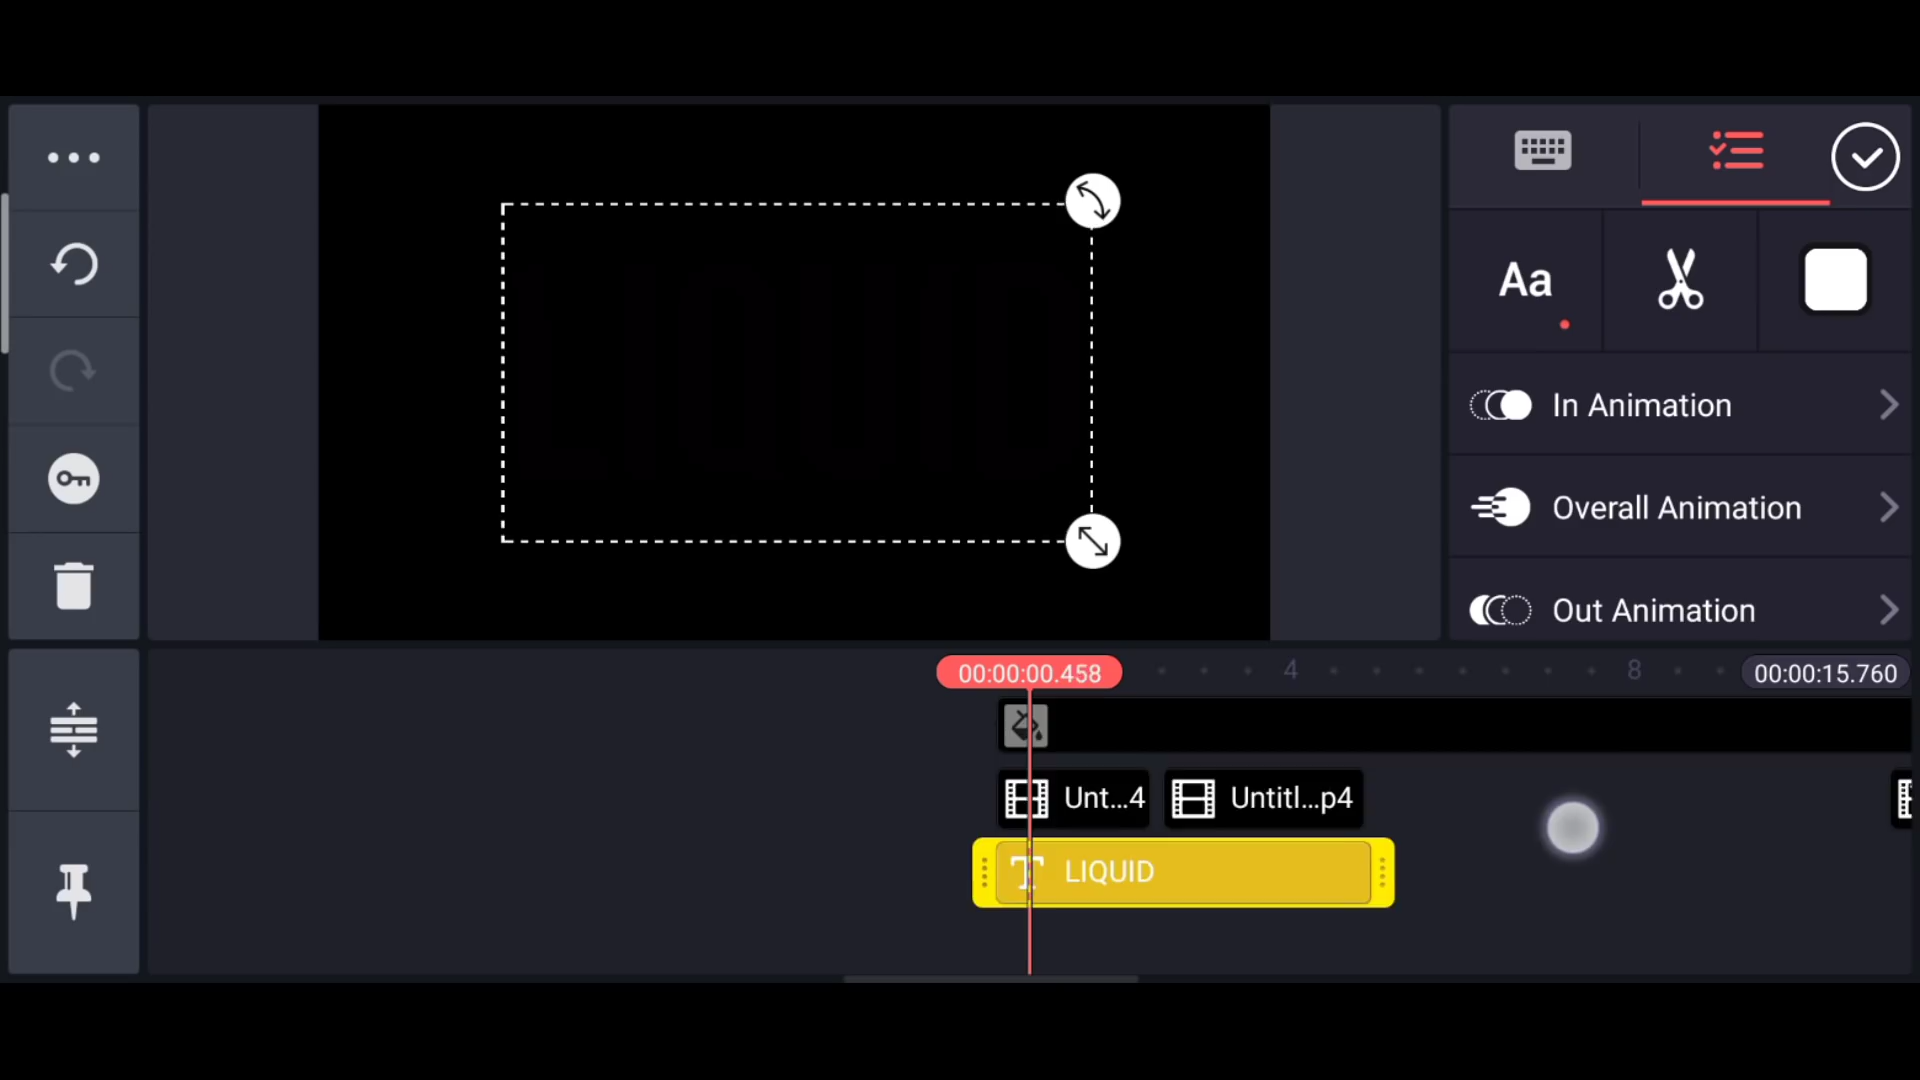 Aa
In Animation
Overall Animation
Out Animation
00:00:00.458
4
8
00:00:15.760
Unt...4
Untitl...p4
T LIQUID